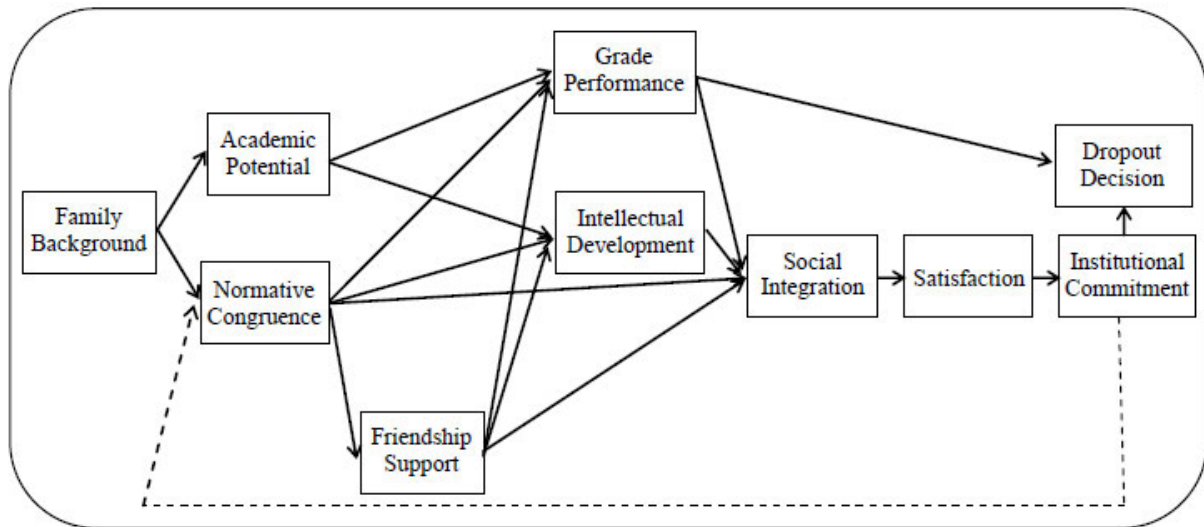 Grade
Performance
Academic
Potential
Dropout
Decision
Family
Background
Intellectual
Development
Normative
Congruence
Social
Integration
Satisfaction
Institutional
Commitment
Friendship
Support